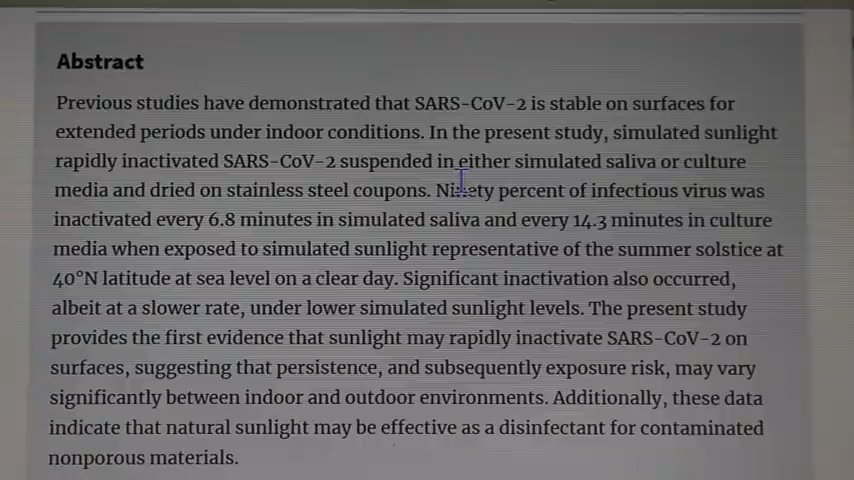 Abstract
Previous studies have demonstrated that SARS-CoV-2 is stable on surfaces for
extended periods under indoor conditions. In the present study, simulated sunlight
rapidly inactivated SARS-CoV-2 suspended in either simulated saliva or culture
media and dried on stainless steel coupons. Ninety percent of infectious virus was
inactivated every 6.8 minutes in simulated saliva and every 14.3 minutes in culture
media when exposed to simulated sunlight representative of the summer solstice at
40°N latitude at sea level on a clear day. Significant inactivation also occurred,
albeit at a slower rate, under lower simulated sunlight levels. The present study
provides the first evidence that sunlight may rapidly inactivate SARS-CoV-2 on
surfaces, suggesting that persistence, and subsequently exposure risk, may vary
significantly between indoor and outdoor environments. Additionally, these data
indicate that natural sunlight may be effective as a disinfectant for contaminated
nonporous materials.